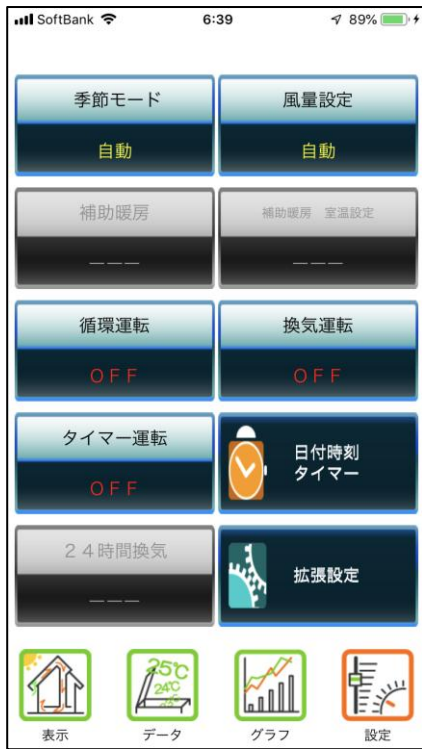 SoftBank 6:39 89%
季節モード 風量設定
自動 自動
補助暖房 補助暖房 室温設定
––– –––
循環運転 換気運転
OFF OFF
タイマー運転 日付時刻
タイマー
OFF
24時間換気 拡張設定
–––
25℃
24℃
表示 データ グラフ 設定